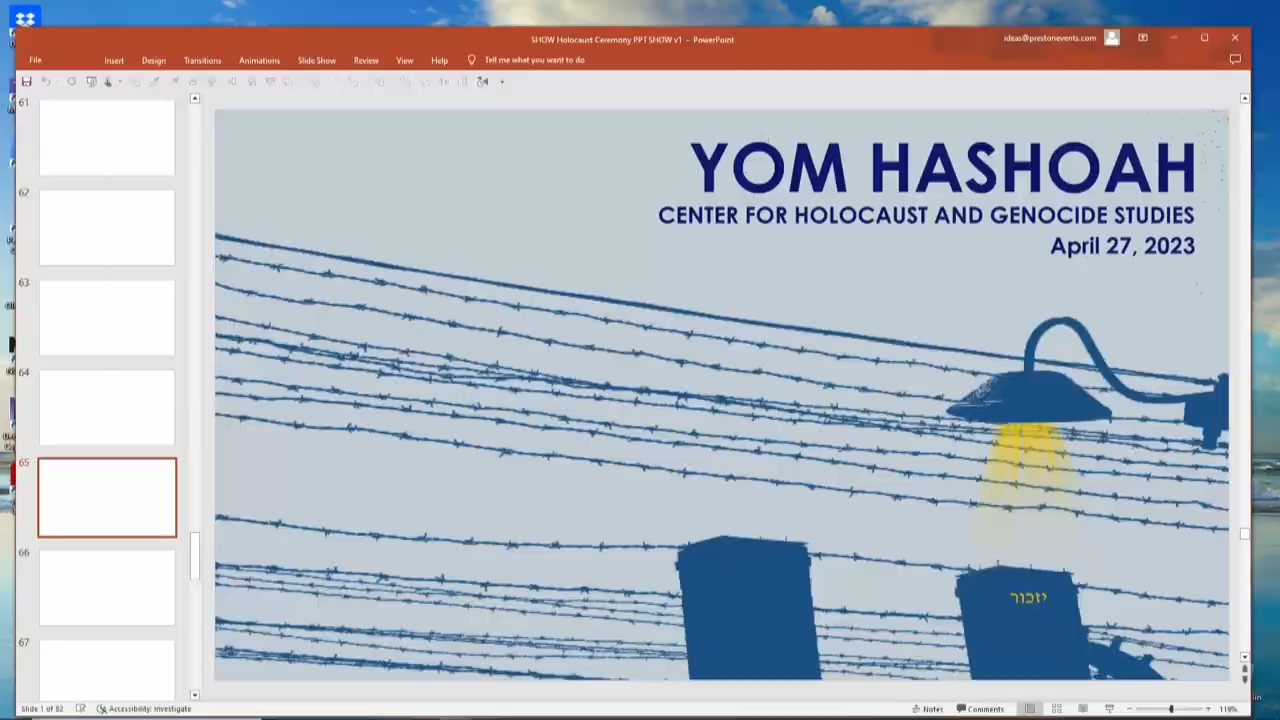 SHOW Holocaust Ceremony PPT SHOW v1 - PowerPoint
ideas@prestonevents.com
File Insert Design Transitions Animations Slide Show Review View Help Tell me what you want to do
61
62
63
64
65
66
67
YOM HASHOAH
CENTER FOR HOLOCAUST AND GENOCIDE STUDIES
April 27, 2023
יזכור
Slide 1 of 82 Accessibility: Investigate Notes Comments 119%